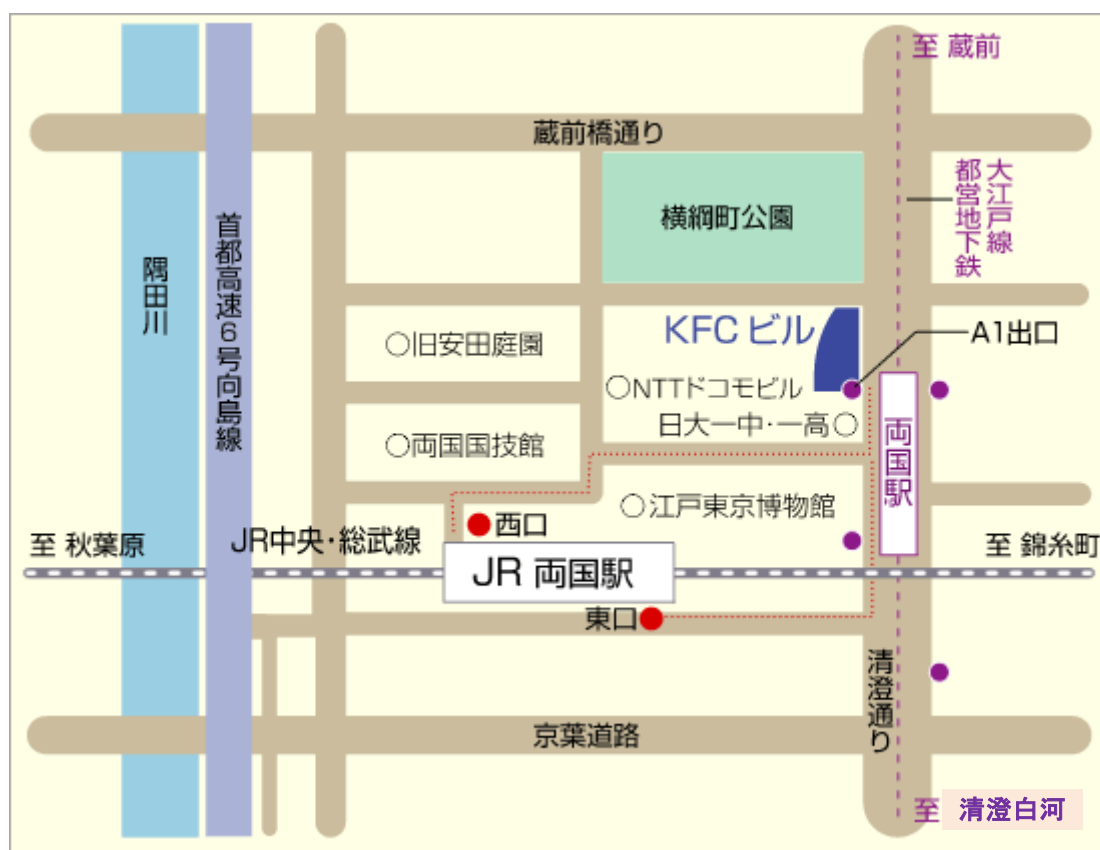 至 蔵前
蔵前橋通り
大江戸線
都営地下鉄
横綱町公園
首都高速6号向島線
隅田川
KFC ビル
A1出口
○旧安田庭園
○NTTドコモビル
日大一中・一高○
○両国国技館
両国駅
○江戸東京博物館
西口
至 秋葉原
JR中央・総武線
至 錦糸町
JR 両国駅
東口
清澄通り
京葉道路
至 清澄白河